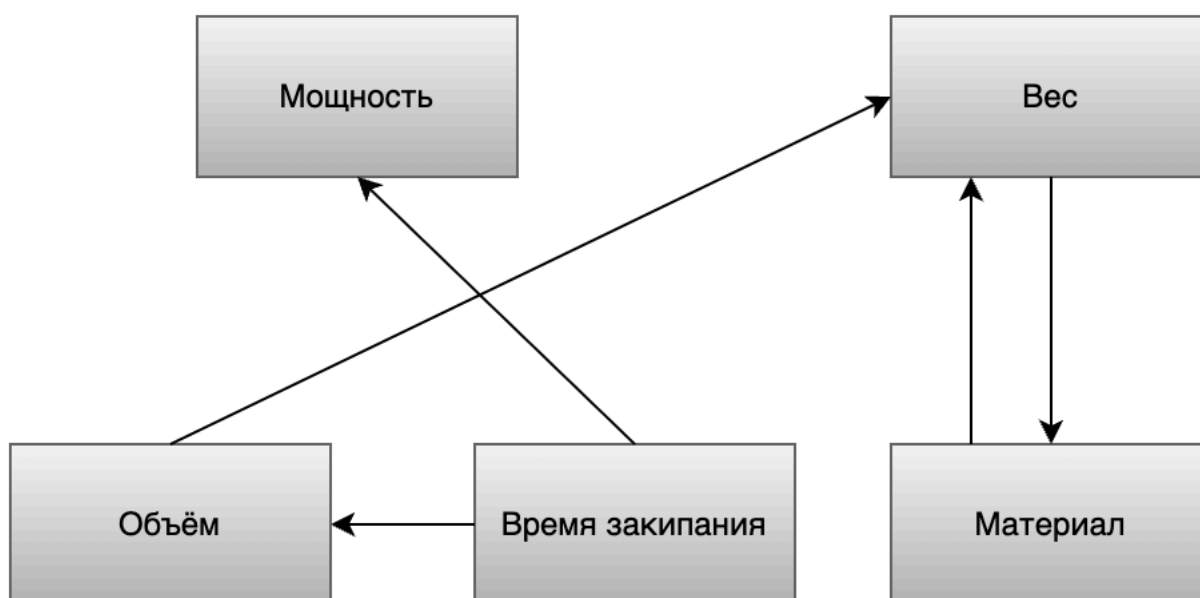 Мощность
Вес
Объём
Время закипания
Материал